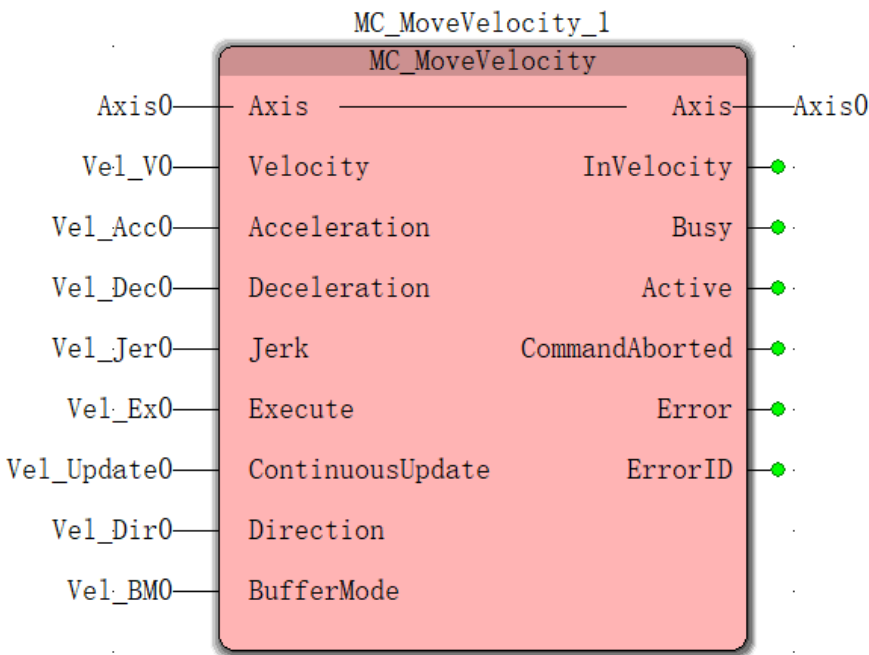 MC_MoveVelocity_1
MC_MoveVelocity
Axis0 Axis Axis Axis0
Vel_V0 Velocity InVelocity
Vel_Acc0 Acceleration Busy
Vel_Dec0 Deceleration Active
Vel_Jer0 Jerk CommandAborted
Vel_Ex0 Execute Error
Vel_Update0 ContinuousUpdate ErrorID
Vel_Dir0 Direction
Vel_BM0 BufferMode